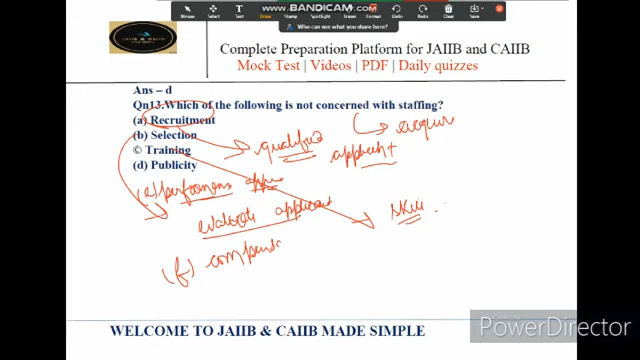 www.BANDICAM.com
Mouse Select Text Draw Stamp Spotlight Eraser Format Undo Redo Clear Save
Who can see what you share here?
Complete Preparation Platform for JAIIB and CAIIB
Mock Test | Videos | PDF | Daily quizzes
Ans – d
Qn13.Which of the following is not concerned with staffing?
(a) Recruitment
(b) Selection
© Training
(d) Publicity
acquire
qualified
applicant
(e) performans appr
evaluate applicant
skill
(f) compens
WELCOME TO JAIIB & CAIIB MADE SIMPLE
PowerDirector